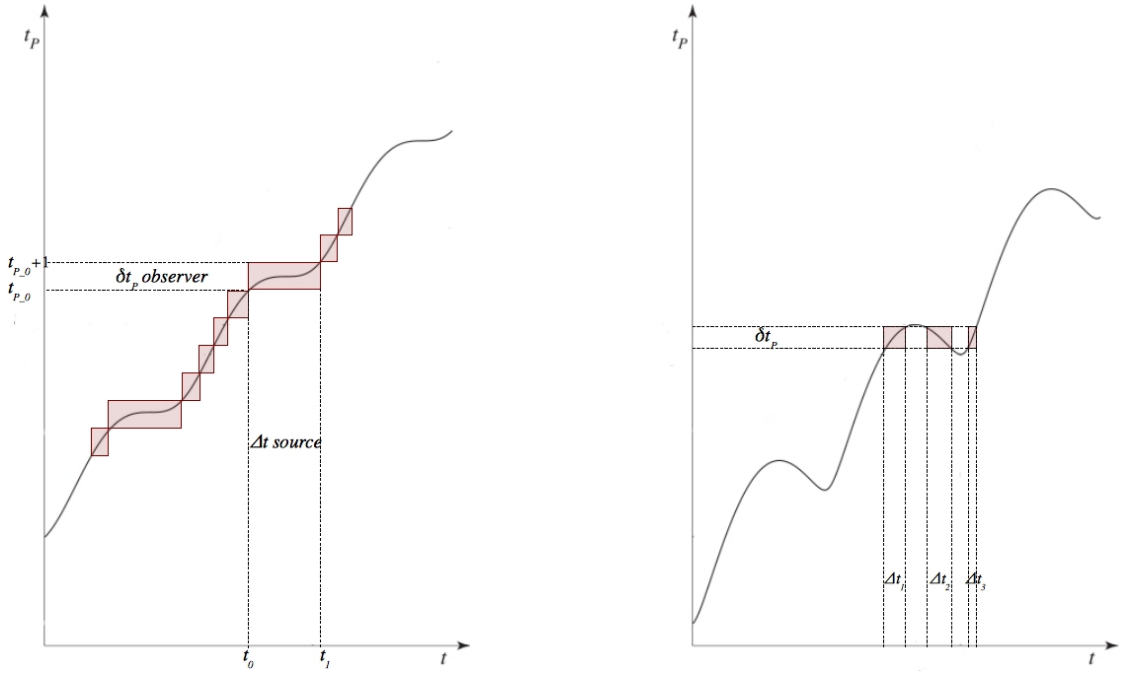 t_P
t_P_0+1
δt_P observer
t_P_0
Δt source
t_0
t_1
t
t_P
δt_P
Δt_1
Δt_2
Δt_3
t